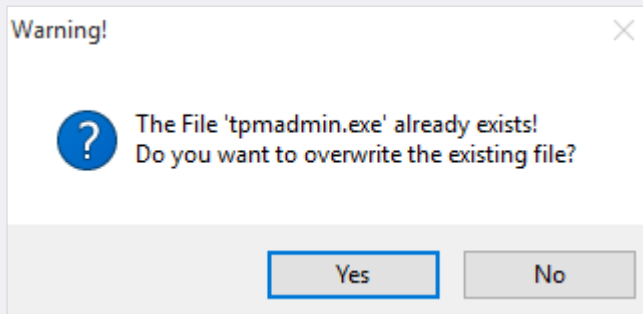 Warning!
The File 'tpmadmin.exe' already exists!
Do you want to overwrite the existing file?
Yes No